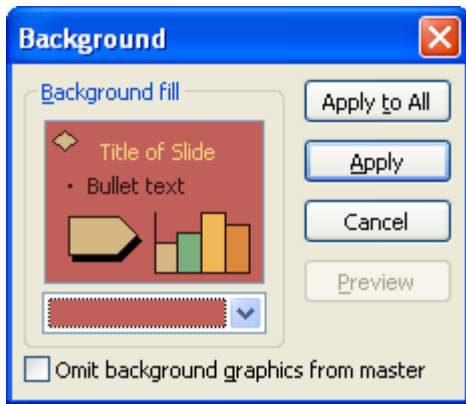 Background
Background fill
Title of Slide
• Bullet text
Apply to All
Apply
Cancel
Preview
Omit background graphics from master